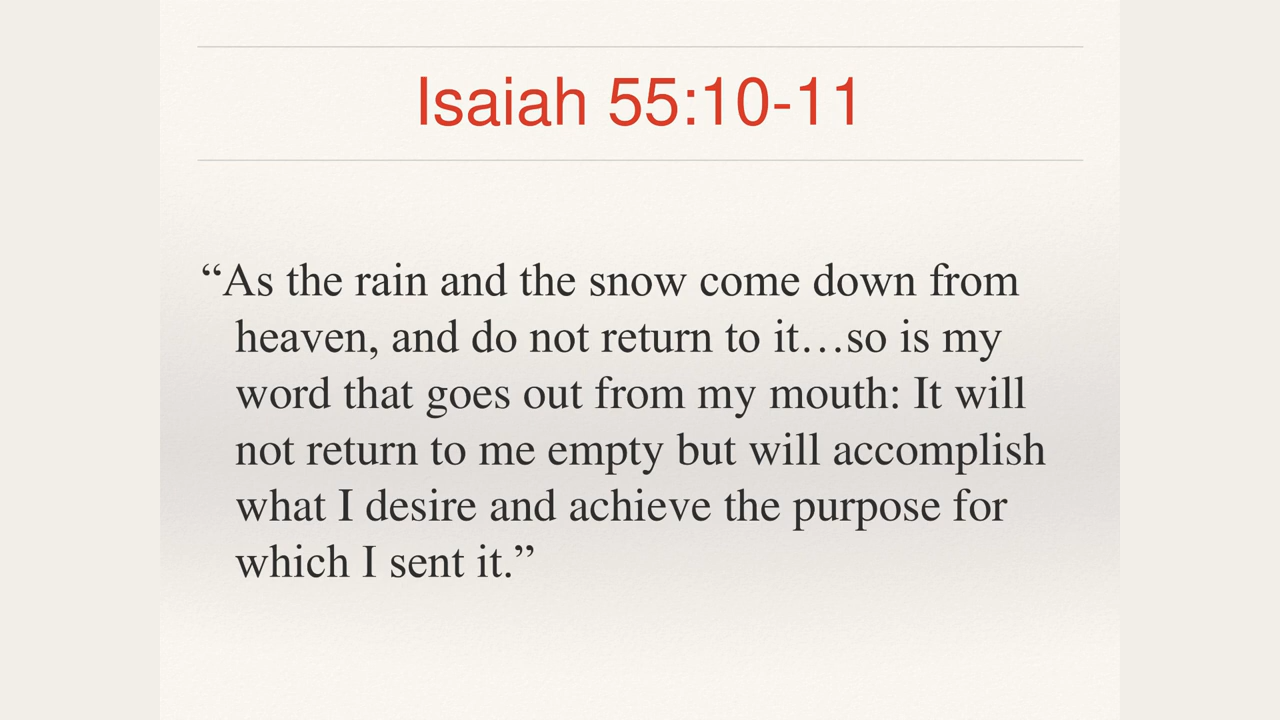 Isaiah 55:10-11
“As the rain and the snow come down from
heaven, and do not return to it…so is my
word that goes out from my mouth: It will
not return to me empty but will accomplish
what I desire and achieve the purpose for
which I sent it.”